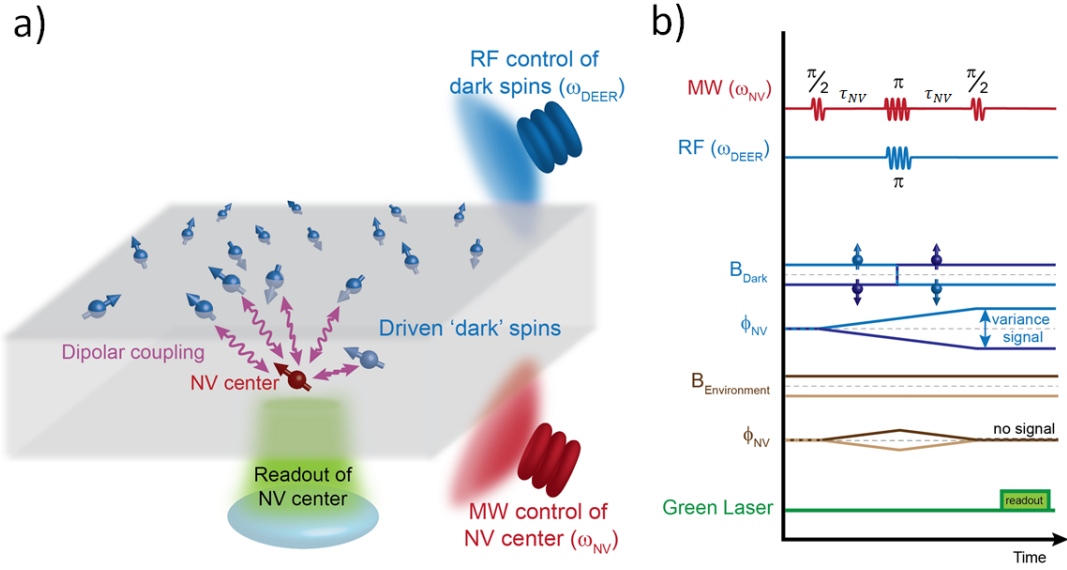 a)
RF control of
dark spins (ωDEER)
Driven ‘dark’ spins
Dipolar coupling
NV center
Readout of
NV center
MW control of
NV center (ωNV)
b)
π/2 π π/2
MW (ωNV) τNV τNV
RF (ωDEER)
π
BDark
ϕNV
variance
signal
BEnvironment
no signal
ϕNV
readout
Green Laser
Time